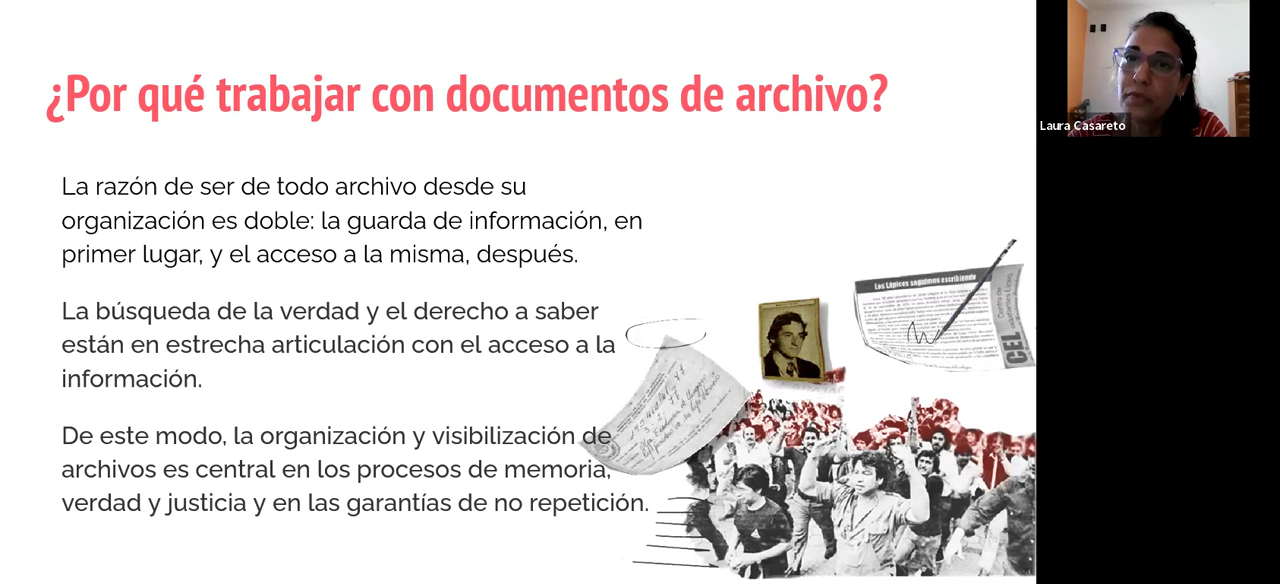 ¿Por qué trabajar con documentos de archivo?
Laura Casareto
La razón de ser de todo archivo desde su
organización es doble: la guarda de información, en
primer lugar, y el acceso a la misma, después.
La búsqueda de la verdad y el derecho a saber
están en estrecha articulación con el acceso a la
información.
De este modo, la organización y visibilización de
archivos es central en los procesos de memoria,
verdad y justicia y en las garantías de no repetición.
Los Lápices seguimos escribiendo